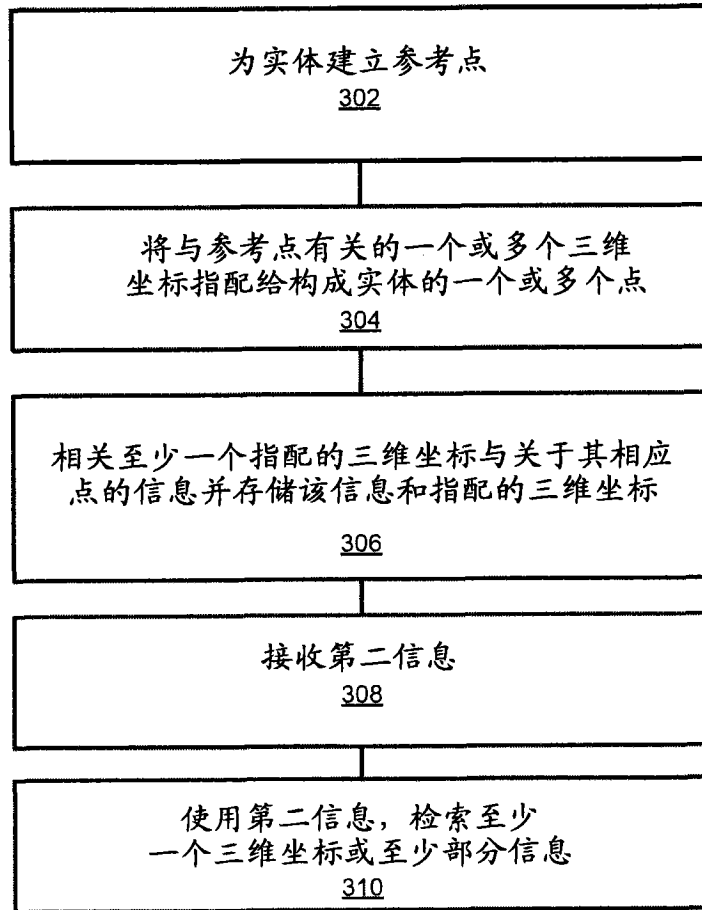 为实体建立参考点
302
将与参考点有关的一个或多个三维
坐标指配给构成实体的一个或多个点
304
相关至少一个指配的三维坐标与关于其相应
点的信息并存储该信息和指配的三维坐标
306
接收第二信息
308
使用第二信息，检索至少
一个三维坐标或至少部分信息
310